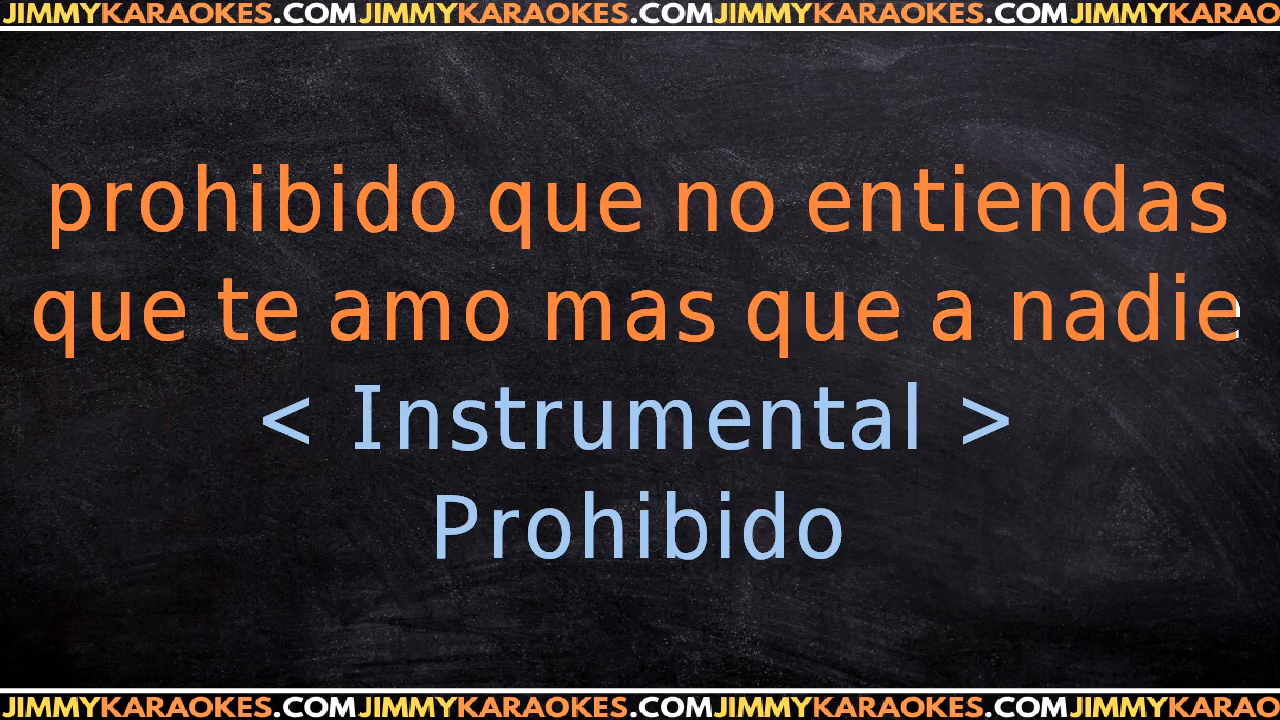 JIMMYKARAOKES.COMJIMMYKARAOKES.COMJIMMYKARAOKES.COMJIMMYKARAO
prohibido que no entiendas
que te amo mas que a nadie
< Instrumental >
Prohibido
JIMMYKARAOKES.COMJIMMYKARAOKES.COMJIMMYKARAOKES.COMJIMMYKARAO